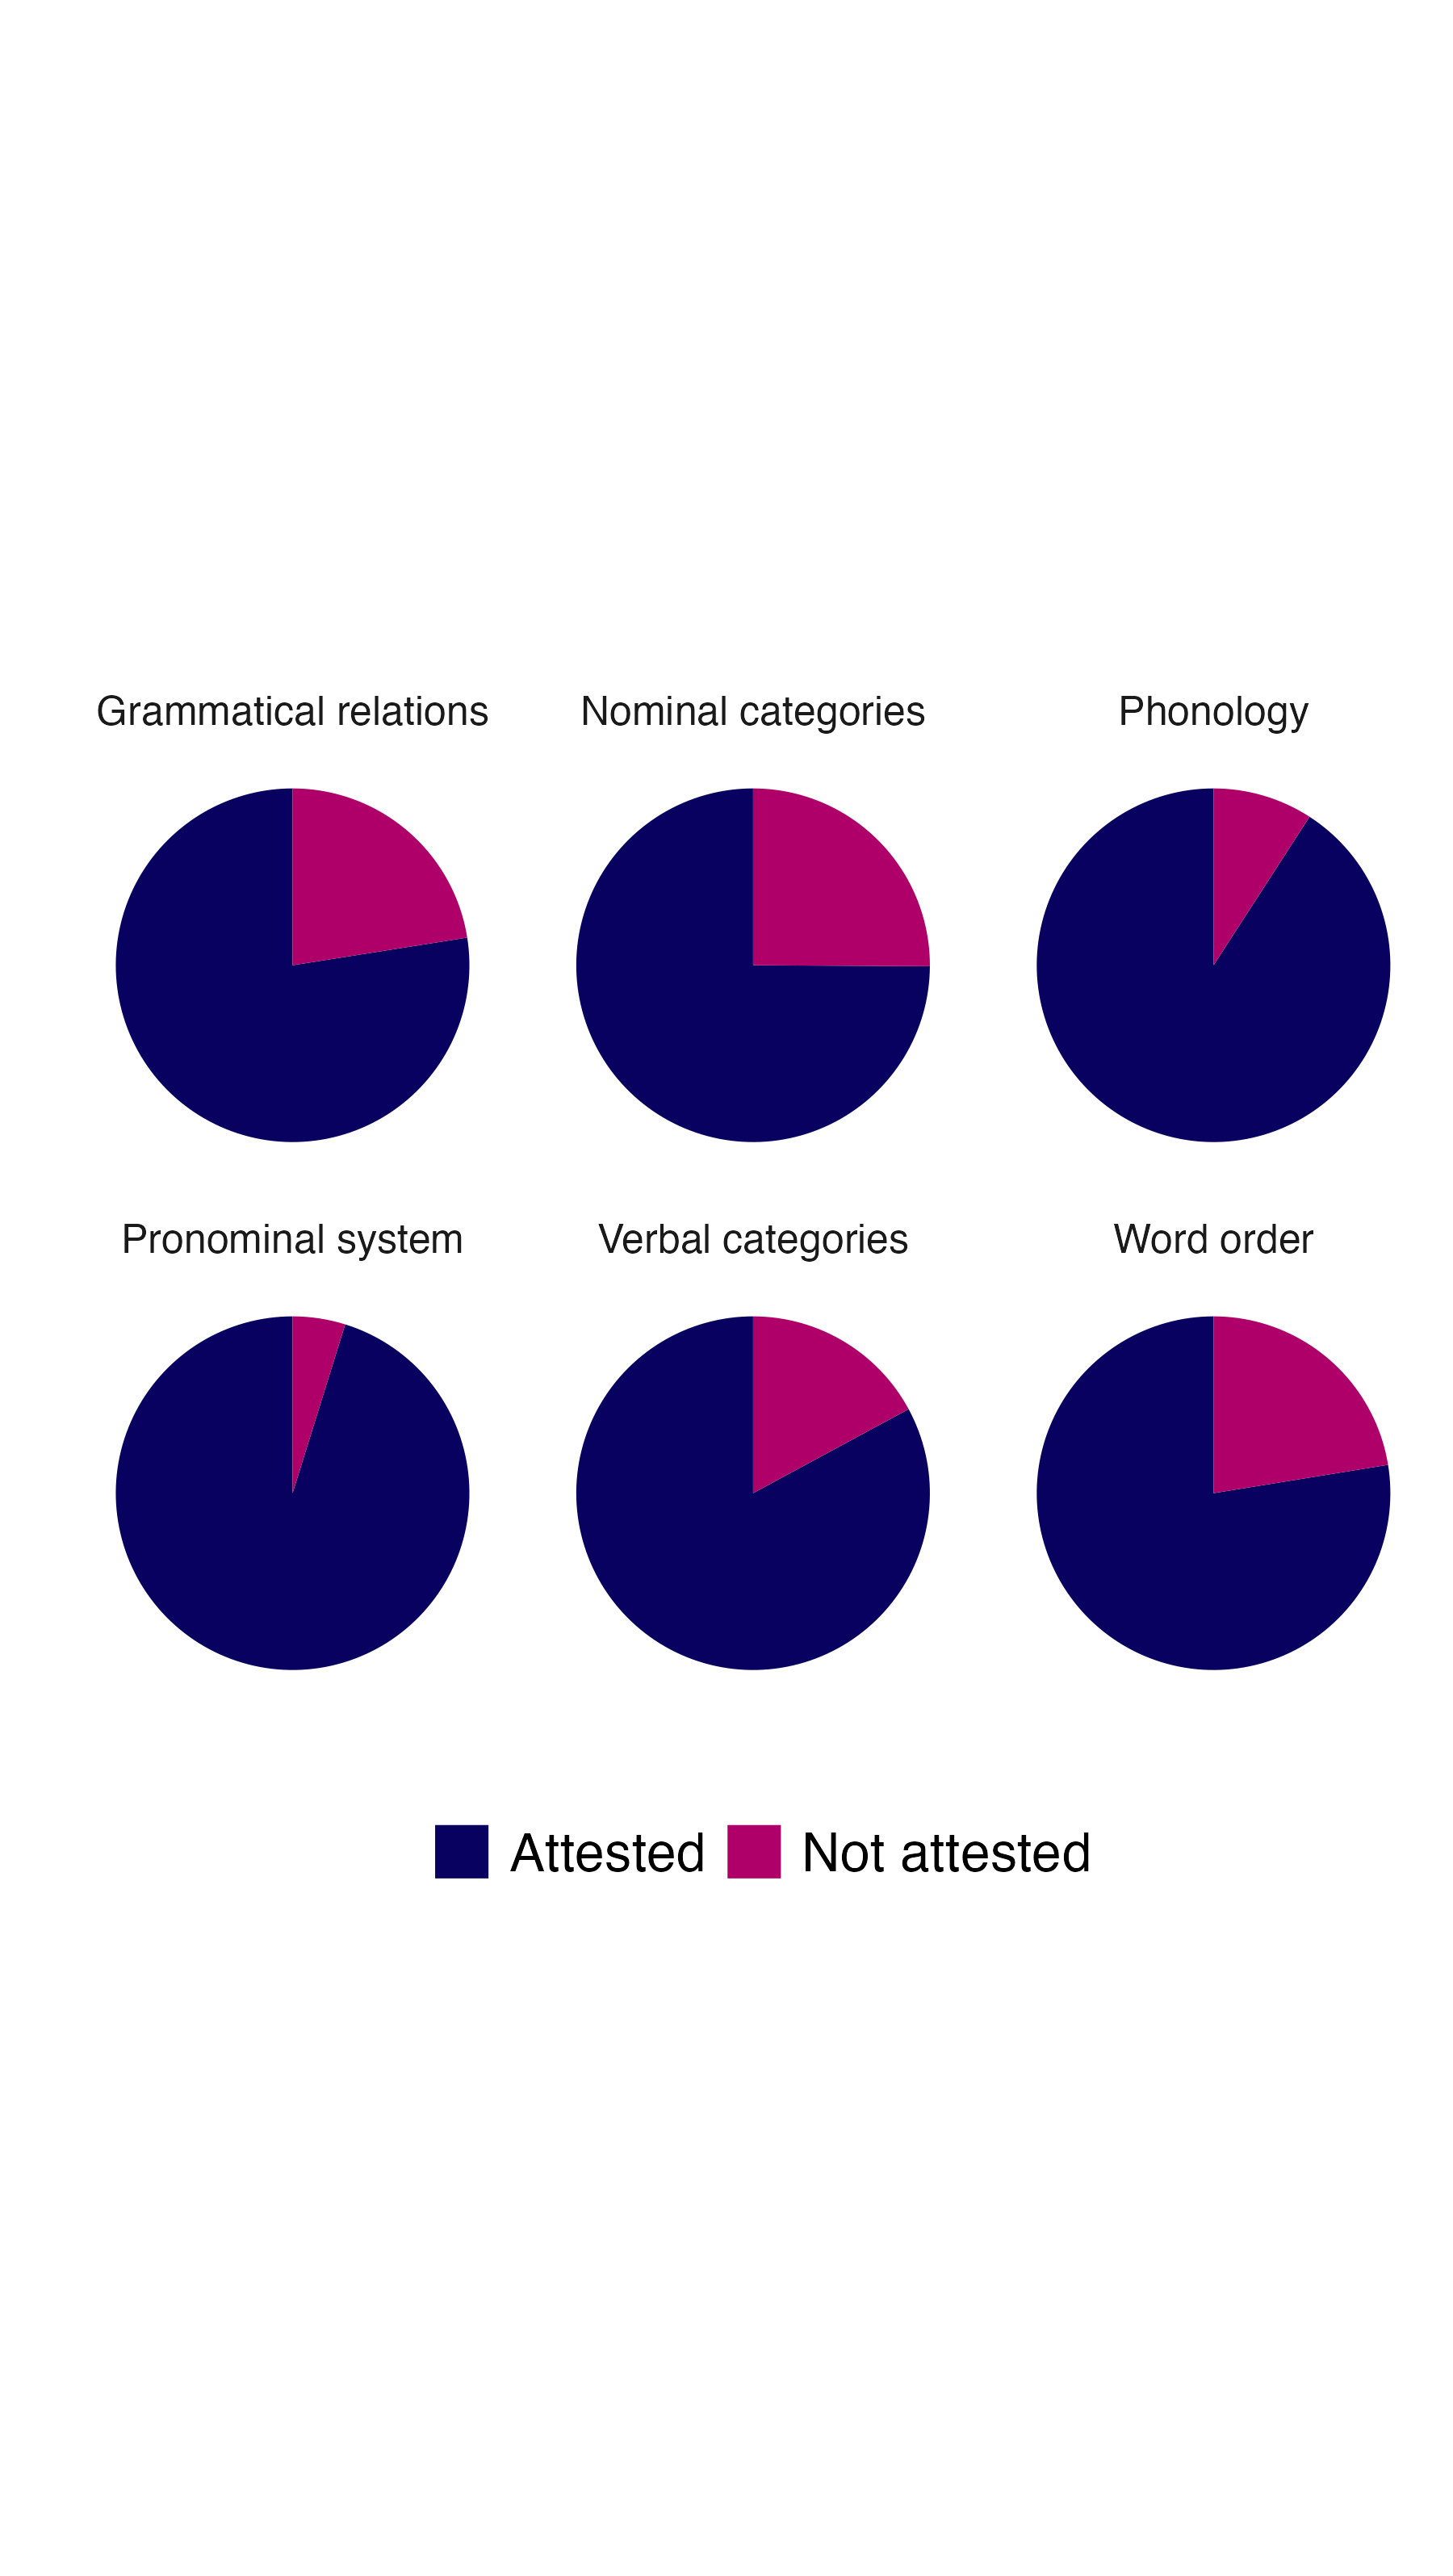 Grammatical relations
Nominal categories
Phonology
Pronominal system
Verbal categories
Word order
Attested
Not attested